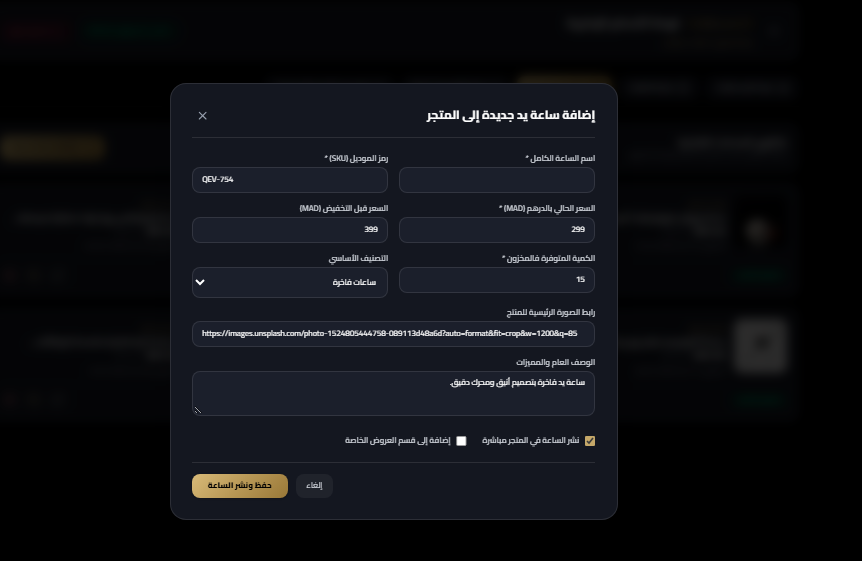 إضافة ساعة يد جديدة إلى المتجر
×
اسم الساعة الكامل *
رمز الموديل (SKU) *
QEV-754
السعر الحالي بالدرهم (MAD) *
السعر قبل التخفيض (MAD)
299
399
الكمية المتوفرة فالمخزون *
التصنيف الأساسي
15
ساعات فاخرة
رابط الصورة الرئيسية للمنتج
https://images.unsplash.com/photo-1524805444758-089113d48a6d?auto=format&fit=crop&w=1200&q=85
الوصف العام والمميزات
ساعة يد فاخرة بتصميم أنيق ومحرك دقيق.
نشر الساعة في المتجر مباشرة
إضافة إلى قسم العروض الخاصة
إلغاء
حفظ ونشر الساعة